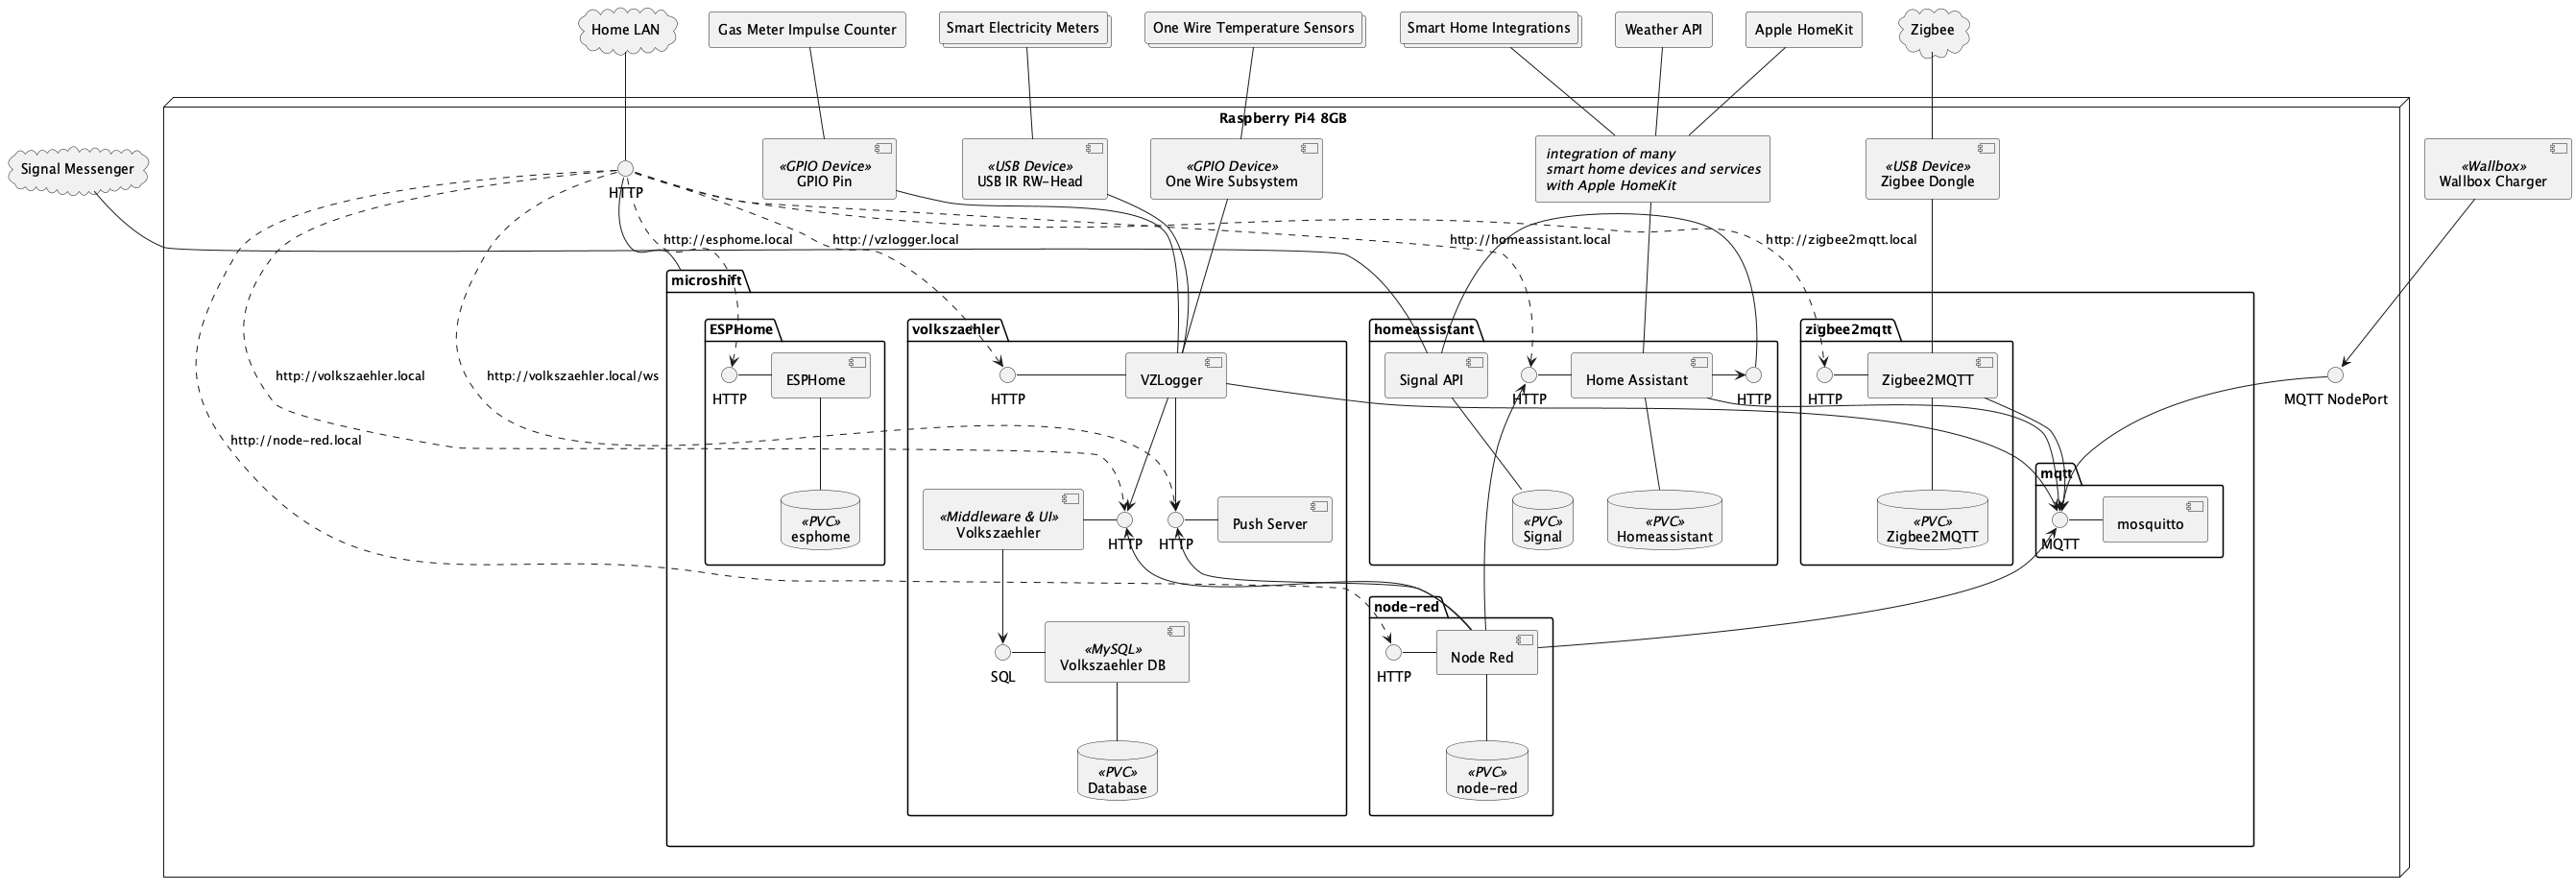 Home LAN
Gas Meter Impulse Counter
Smart Electricity Meters
One Wire Temperature Sensors
Smart Home Integrations
Weather API
Apple HomeKit
Zigbee
Raspberry Pi4 8GB
Signal Messenger
HTTP
«GPIO Device»
GPIO Pin
«USB Device»
USB IR RW-Head
«GPIO Device»
One Wire Subsystem
integration of many
smart home devices and services
with Apple HomeKit
«USB Device»
Zigbee Dongle
«Wallbox»
Wallbox Charger
http://esphome.local
http://vzlogger.local
http://homeassistant.local
http://zigbee2mqtt.local
microshift
ESPHome
volkszaehler
homeassistant
zigbee2mqtt
http://volkszaehler.local
http://volkszaehler.local/ws
HTTP
ESPHome
HTTP
VZLogger
Signal API
HTTP
Home Assistant
HTTP
HTTP
Zigbee2MQTT
MQTT NodePort
http://node-red.local
mqtt
«PVC»
esphome
«Middleware & UI»
Volkszaehler
HTTP
HTTP
Push Server
«PVC»
Signal
«PVC»
Homeassistant
«PVC»
Zigbee2MQTT
MQTT
mosquitto
node-red
SQL
«MySQL»
Volkszaehler DB
HTTP
Node Red
«PVC»
Database
«PVC»
node-red